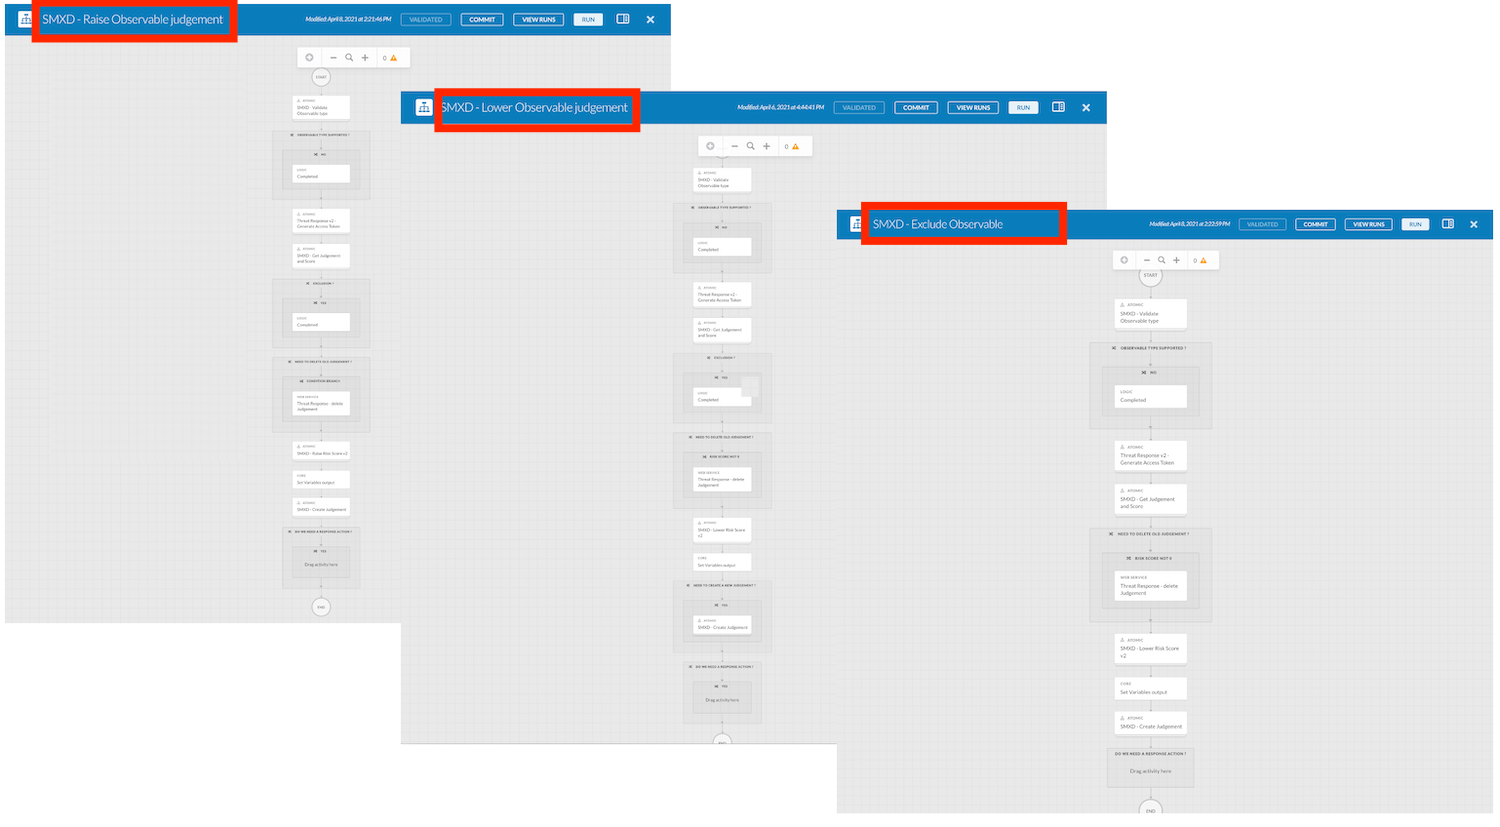 SMXD - Raise Observable judgement
Modified: April 8, 2021 at 2:21:46 PM
VALIDATED
COMMIT
VIEW RUNS
RUN
0
START
ATOMIC
SMXD - Validate
Observable type
OBSERVABLE TYPE SUPPORTED ?
NO
LOGIC
Completed
ATOMIC
Threat Response v2 -
Generate Access Token
ATOMIC
SMXD - Get Judgement
and Score
EXCLUSION ?
YES
LOGIC
Completed
NEED TO DELETE OLD JUDGEMENT ?
CONDITION BRANCH
WEB SERVICE
Threat Response - delete
Judgement
ATOMIC
SMXD - Raise Risk Score v2
CORE
Set Variables output
ATOMIC
SMXD - Create Judgement
DO WE NEED A RESPONSE ACTION ?
YES
Drag activity here
END
SMXD - Lower Observable judgement
Modified: April 6, 2021 at 4:44:41 PM
VALIDATED
COMMIT
VIEW RUNS
RUN
0
ATOMIC
SMXD - Validate
Observable type
OBSERVABLE TYPE SUPPORTED ?
NO
LOGIC
Completed
ATOMIC
Threat Response v2 -
Generate Access Token
ATOMIC
SMXD - Get Judgement
and Score
EXCLUSION ?
YES
LOGIC
Completed
NEED TO DELETE OLD JUDGEMENT ?
RISK SCORE NOT 0
WEB SERVICE
Threat Response - delete
Judgement
ATOMIC
SMXD - Lower Risk Score
v2
CORE
Set Variables output
NEED TO CREATE A NEW JUDGEMENT ?
YES
ATOMIC
SMXD - Create Judgement
DO WE NEED A RESPONSE ACTION ?
YES
Drag activity here
END
SMXD - Exclude Observable
Modified: April 8, 2021 at 2:22:59 PM
VALIDATED
COMMIT
VIEW RUNS
RUN
0
START
ATOMIC
SMXD - Validate
Observable type
OBSERVABLE TYPE SUPPORTED ?
NO
LOGIC
Completed
ATOMIC
Threat Response v2 -
Generate Access Token
ATOMIC
SMXD - Get Judgement
and Score
NEED TO DELETE OLD JUDGEMENT ?
RISK SCORE NOT 0
WEB SERVICE
Threat Response - delete
Judgement
ATOMIC
SMXD - Lower Risk Score
v2
CORE
Set Variables output
ATOMIC
SMXD - Create Judgement
DO WE NEED A RESPONSE ACTION ?
Drag activity here
END